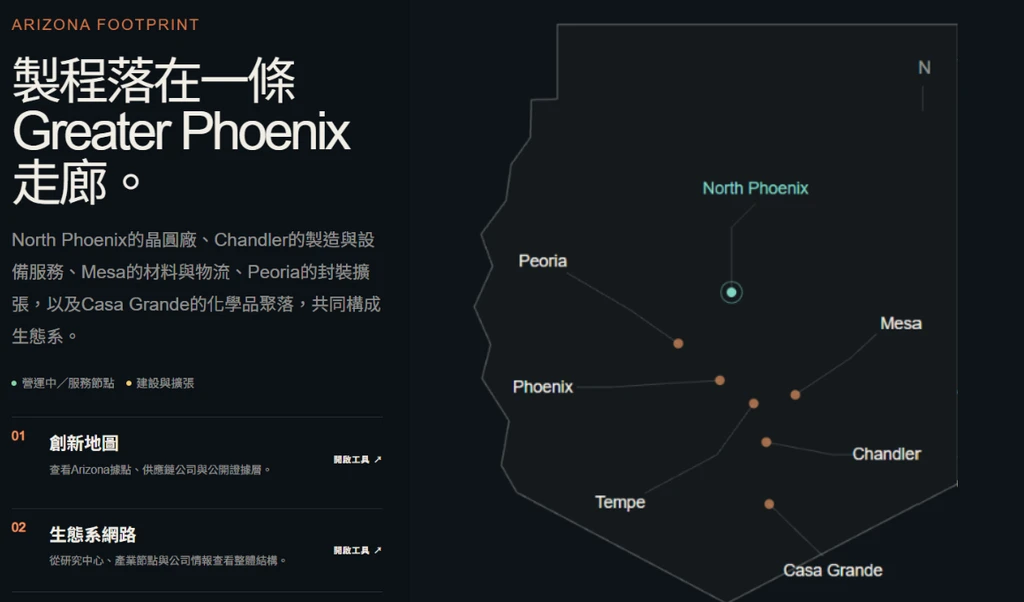 ARIZONA FOOTPRINT
製程落在一條
Greater Phoenix
走廊。
North Phoenix的晶圓廠、Chandler的製造與設
備服務、Mesa的材料與物流、Peoria的封裝擴
張，以及Casa Grande的化學品聚落，共同構成
生態系。
營運中／服務節點 建設與擴張
01 創新地圖
查看Arizona據點、供應鏈公司與公開證據層。
開啟工具 ↗
02 生態系網路
從研究中心、產業節點與公司情報查看整體結構。
開啟工具 ↗
N
North Phoenix
Peoria
Mesa
Phoenix
Chandler
Tempe
Casa Grande